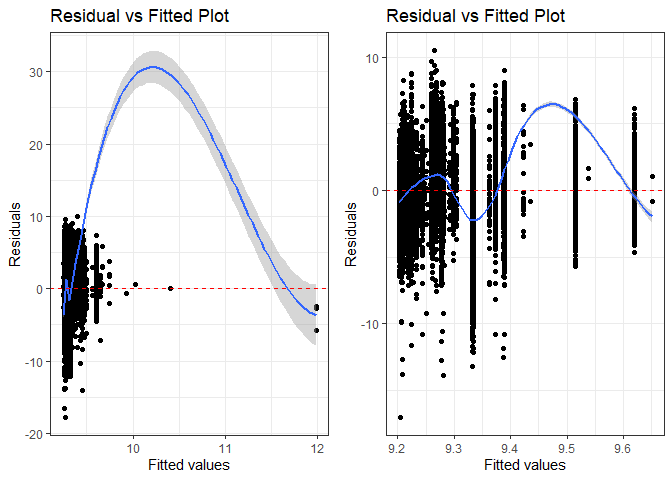 Residual vs Fitted Plot
30
20
10
0
-10
-20
Residuals
10
11
12
Fitted values
Residual vs Fitted Plot
10
0
-10
Residuals
9.2
9.3
9.4
9.5
9.6
Fitted values